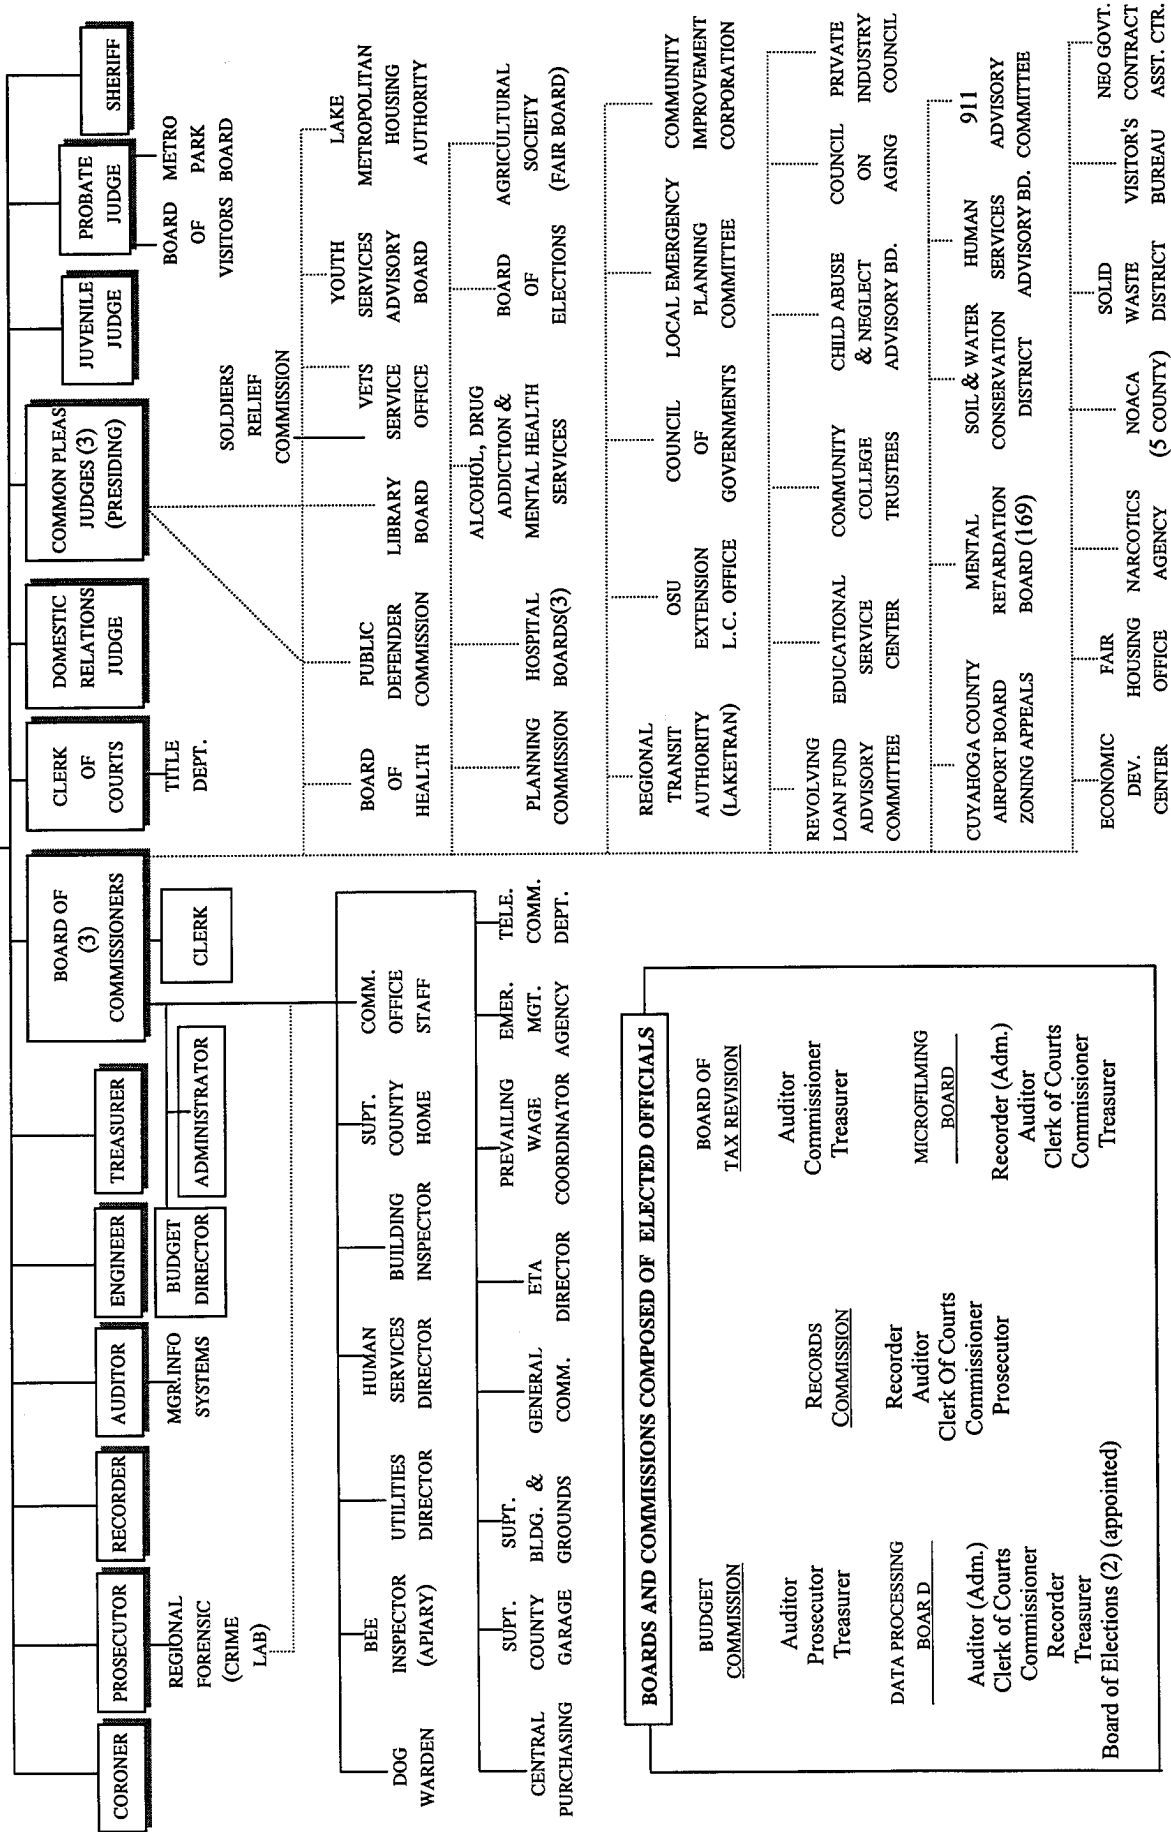 CORONER
PROSECUTOR
REGIONAL
FORENSIC
(CRIME
LAB)
RECORDER
AUDITOR
MGR.INFO
SYSTEMS
ENGINEER
TREASURER
BUDGET
DIRECTOR
ADMINISTRATOR
BOARD OF
(3)
COMMISSIONERS
CLERK
CLERK
OF
COURTS
TITLE
DEPT.
DOMESTIC
RELATIONS
JUDGE
COMMON PLEAS
JUDGES (3)
(PRESIDING)
JUVENILE
JUDGE
PROBATE
JUDGE
BOARD
OF
VISITORS
METRO
PARK
BOARD
SHERIFF
DOG
WARDEN
BEE
INSPECTOR
(APIARY)
UTILITIES
DIRECTOR
HUMAN
SERVICES
DIRECTOR
BUILDING
INSPECTOR
SUPT.
COUNTY
HOME
COMM.
OFFICE
STAFF
CENTRAL
PURCHASING
SUPT.
COUNTY
GARAGE
SUPT.
BLDG. &
GROUNDS
GENERAL
COMM.
ETA
DIRECTOR
PREVAILING
WAGE
COORDINATOR
EMER.
MGT.
AGENCY
TELE.
COMM.
DEPT.
SOLDIERS
RELIEF
COMMISSION
BOARD
OF
HEALTH
PUBLIC
DEFENDER
COMMISSION
LIBRARY
BOARD
VETS
SERVICE
OFFICE
YOUTH
SERVICES
ADVISORY
BOARD
LAKE
METROPOLITAN
HOUSING
AUTHORITY
PLANNING
COMMISSION
HOSPITAL
BOARDS(3)
ALCOHOL, DRUG
ADDICTION &
MENTAL HEALTH
SERVICES
BOARD
OF
ELECTIONS
AGRICULTURAL
SOCIETY
(FAIR BOARD)
REGIONAL
TRANSIT
AUTHORITY
(LAKETRAN)
OSU
EXTENSION
L.C. OFFICE
COUNCIL
OF
GOVERNMENTS
LOCAL EMERGENCY
PLANNING
COMMITTEE
COMMUNITY
IMPROVEMENT
CORPORATION
REVOLVING
LOAN FUND
ADVISORY
COMMITTEE
EDUCATIONAL
SERVICE
CENTER
COMMUNITY
COLLEGE
TRUSTEES
CHILD ABUSE
& NEGLECT
ADVISORY BD.
COUNCIL
ON
AGING
PRIVATE
INDUSTRY
COUNCIL
CUYAHOGA COUNTY
AIRPORT BOARD
ZONING APPEALS
MENTAL
RETARDATION
BOARD (169)
SOIL & WATER
CONSERVATION
DISTRICT
HUMAN
SERVICES
ADVISORY BD.
911
ADVISORY
COMMITTEE
ECONOMIC
DEV.
CENTER
FAIR
HOUSING
OFFICE
NARCOTICS
AGENCY
NOACA
(5 COUNTY)
SOLID
WASTE
DISTRICT
VISITOR'S
BUREAU
NEO GOVT.
CONTRACT
ASST. CTR.
BOARDS AND COMMISSIONS COMPOSED OF ELECTED OFFICIALS
BUDGET
COMMISSION
Auditor
Prosecutor
Treasurer
RECORDS
COMMISSION
Recorder
Auditor
Clerk Of Courts
Commissioner
Prosecutor
BOARD OF
TAX REVISION
Auditor
Commissioner
Treasurer
DATA PROCESSING
BOAR D
Auditor (Adm.)
Clerk of Courts
Commissioner
Recorder
Treasurer
Board of Elections (2) (appointed)
MICROFILMING
BOARD
Recorder (Adm.)
Auditor
Clerk of Courts
Commissioner
Treasurer